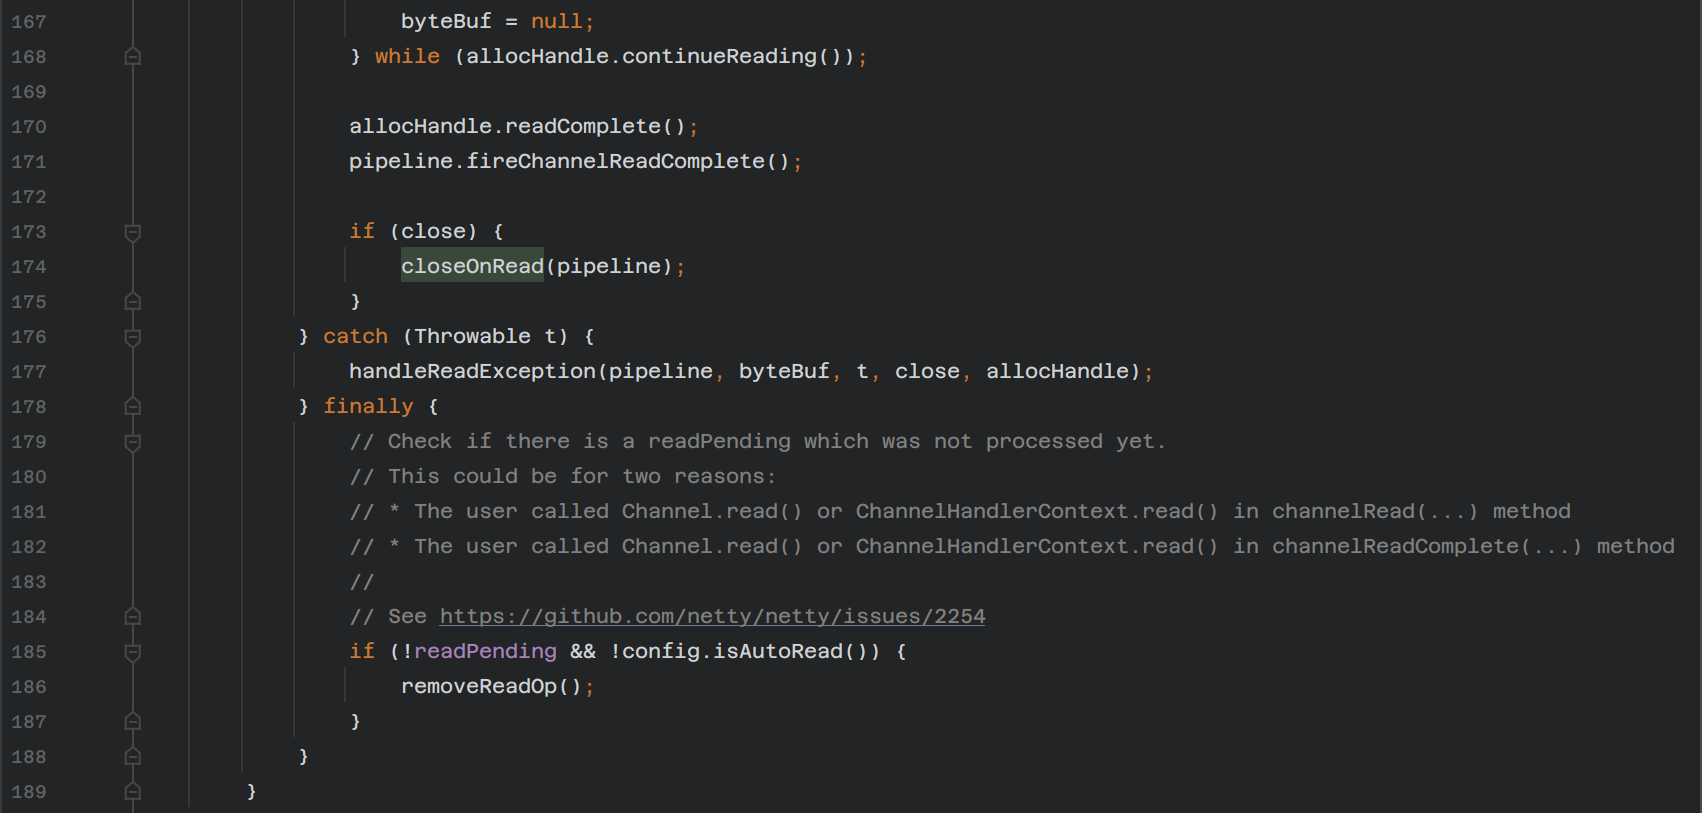 167 byteBuf = null;
168 } while (allocHandle.continueReading());
169
170 allocHandle.readComplete();
171 pipeline.fireChannelReadComplete();
172
173 if (close) {
174 closeOnRead(pipeline);
175 }
176 } catch (Throwable t) {
177 handleReadException(pipeline, byteBuf, t, close, allocHandle);
178 } finally {
179 // Check if there is a readPending which was not processed yet.
180 // This could be for two reasons:
181 // * The user called Channel.read() or ChannelHandlerContext.read() in channelRead(...) method
182 // * The user called Channel.read() or ChannelHandlerContext.read() in channelReadComplete(...) method
183 //
184 // See https://github.com/netty/netty/issues/2254
185 if (!readPending && !config.isAutoRead()) {
186 removeReadOp();
187 }
188 }
189 }